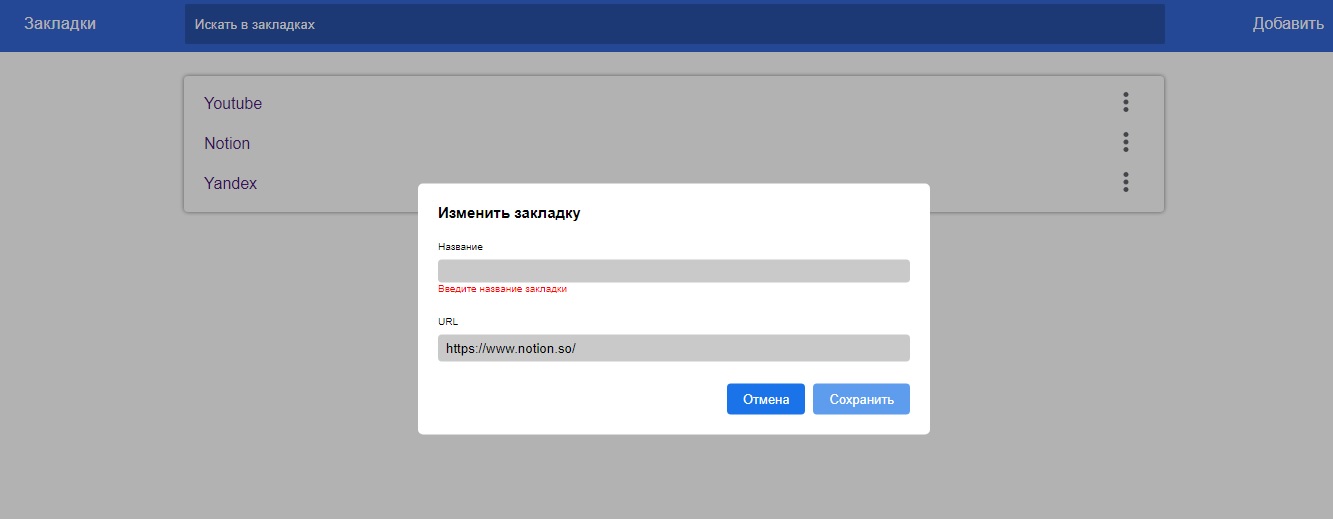 Закладки
Искать в закладках
Добавить
Youtube
Notion
Yandex
Изменить закладку
Название
Введите название закладки
URL
https://www.notion.so/
Отмена
Сохранить